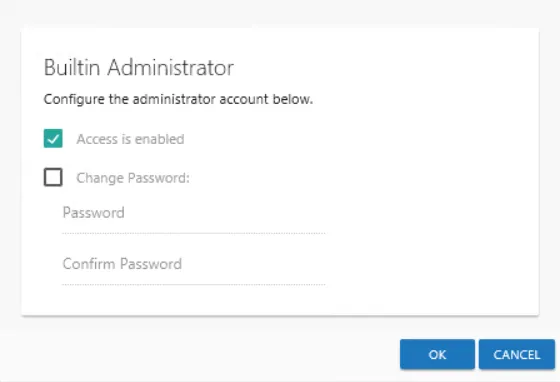 Builtin Administrator
Configure the administrator account below.
Access is enabled
Change Password:
Password
Confirm Password
OK
CANCEL